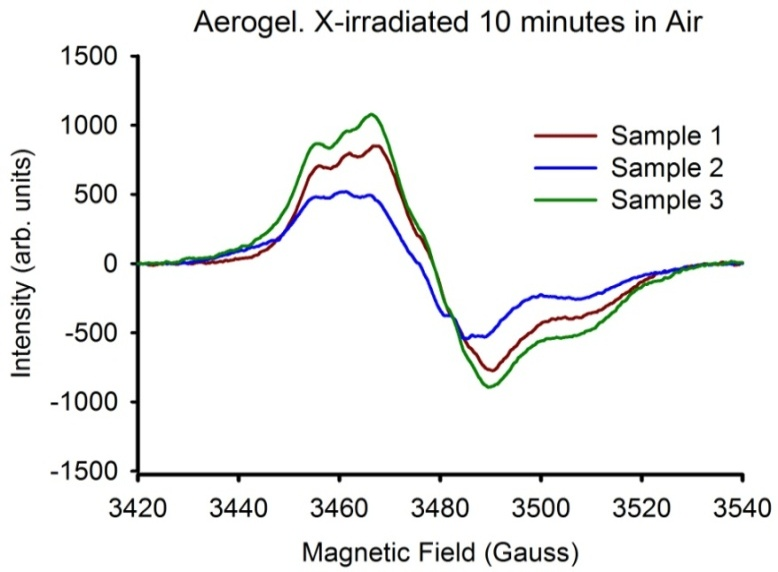 Aerogel. X-irradiated 10 minutes in Air
1500
1000
500
0
-500
-1000
-1500
Intensity (arb. units)
Sample 1
Sample 2
Sample 3
3420 3440 3460 3480 3500 3520 3540
Magnetic Field (Gauss)